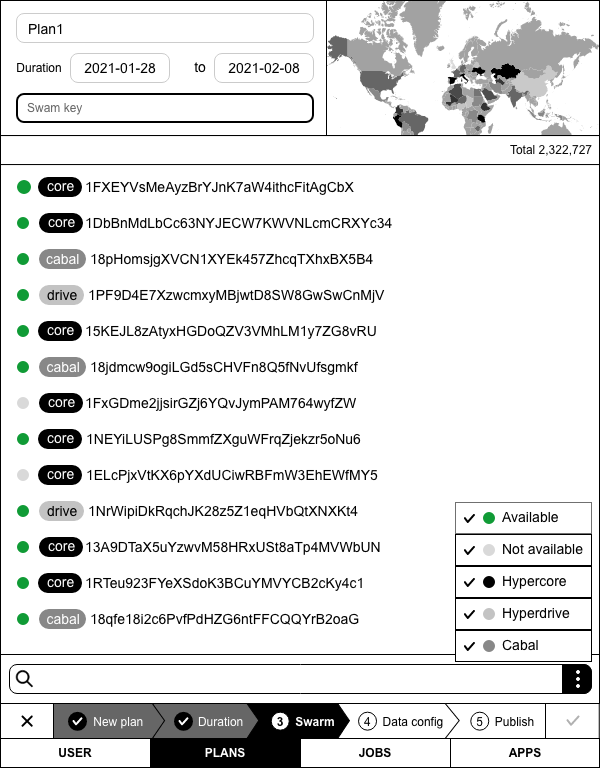 Plan1
Duration 2021-01-28 to 2021-02-08
Swam key
Total 2,322,727
core 1FXEYVsMeAyzBrYJnK7aW4ithcFitAgCbX
core 1DbBnMdLbCc63NYJECW7KWVNLcmCRXYc34
cabal 18pHomsjgXVCN1XYEk457ZhcqTXhxBX5B4
drive 1PF9D4E7XzwcmxyMBjwtD8SW8GwSwCnMjV
core 15KEJL8zAtyxHGDoQZV3VMhLM1y7ZG8vRU
cabal 18jdmcw9ogiLGd5sCHVFn8Q5fNvUfsgmkf
core 1FxGDme2jjsirGZj6YQvJymPAM764wyfZW
core 1NEYiLUSPg8SmmfZXguWFrqZjekzr5oNu6
core 1ELcPjxVtKX6pYXdUCiwRBFmW3EhEWfMY5
drive 1NrWipiDkRqchJK28z5Z1eqHVbQtXNXKt4
core 13A9DTaX5uYzwvM58HRxUSt8aTp4MVWbUN
core 1RTeu923FYeXSdoK3BCuYMVYCB2cKy4c1
cabal 18qfe18i2c6PvfPdHZG6ntFFCQQYrB2oaG
Available
Not available
Hypercore
Hyperdrive
Cabal
New plan Duration 3 Swarm 4 Data config 5 Publish
USER PLANS JOBS APPS